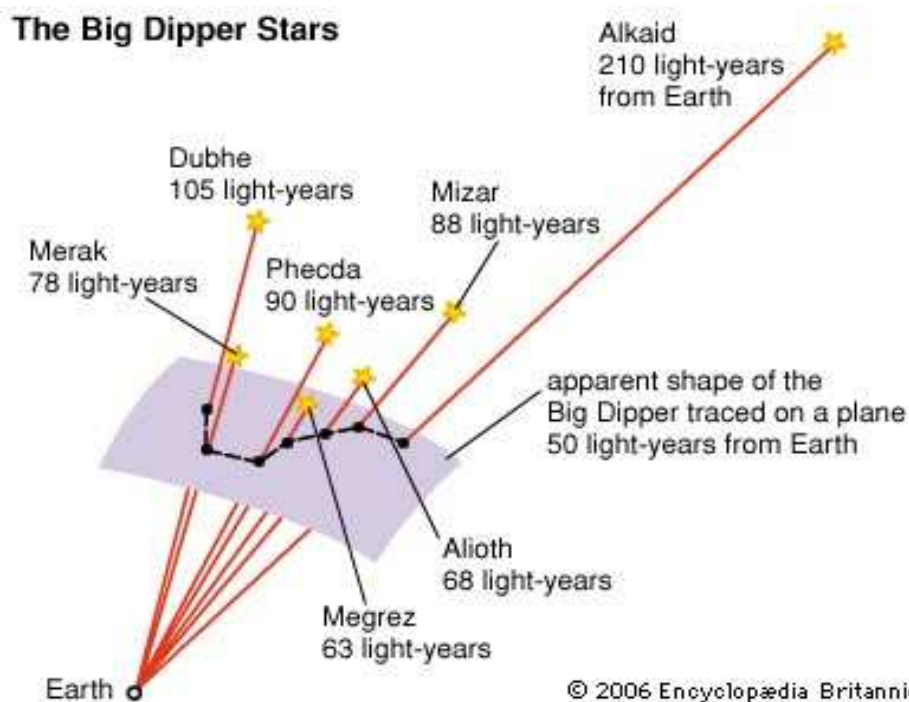 The Big Dipper Stars
Alkaid
210 light-years
from Earth
Dubhe
105 light-years
Mizar
88 light-years
Merak
78 light-years
Phecda
90 light-years
apparent shape of the
Big Dipper traced on a plane
50 light-years from Earth
Alioth
68 light-years
Megrez
63 light-years
Earth
© 2006 Encyclopædia Britanni